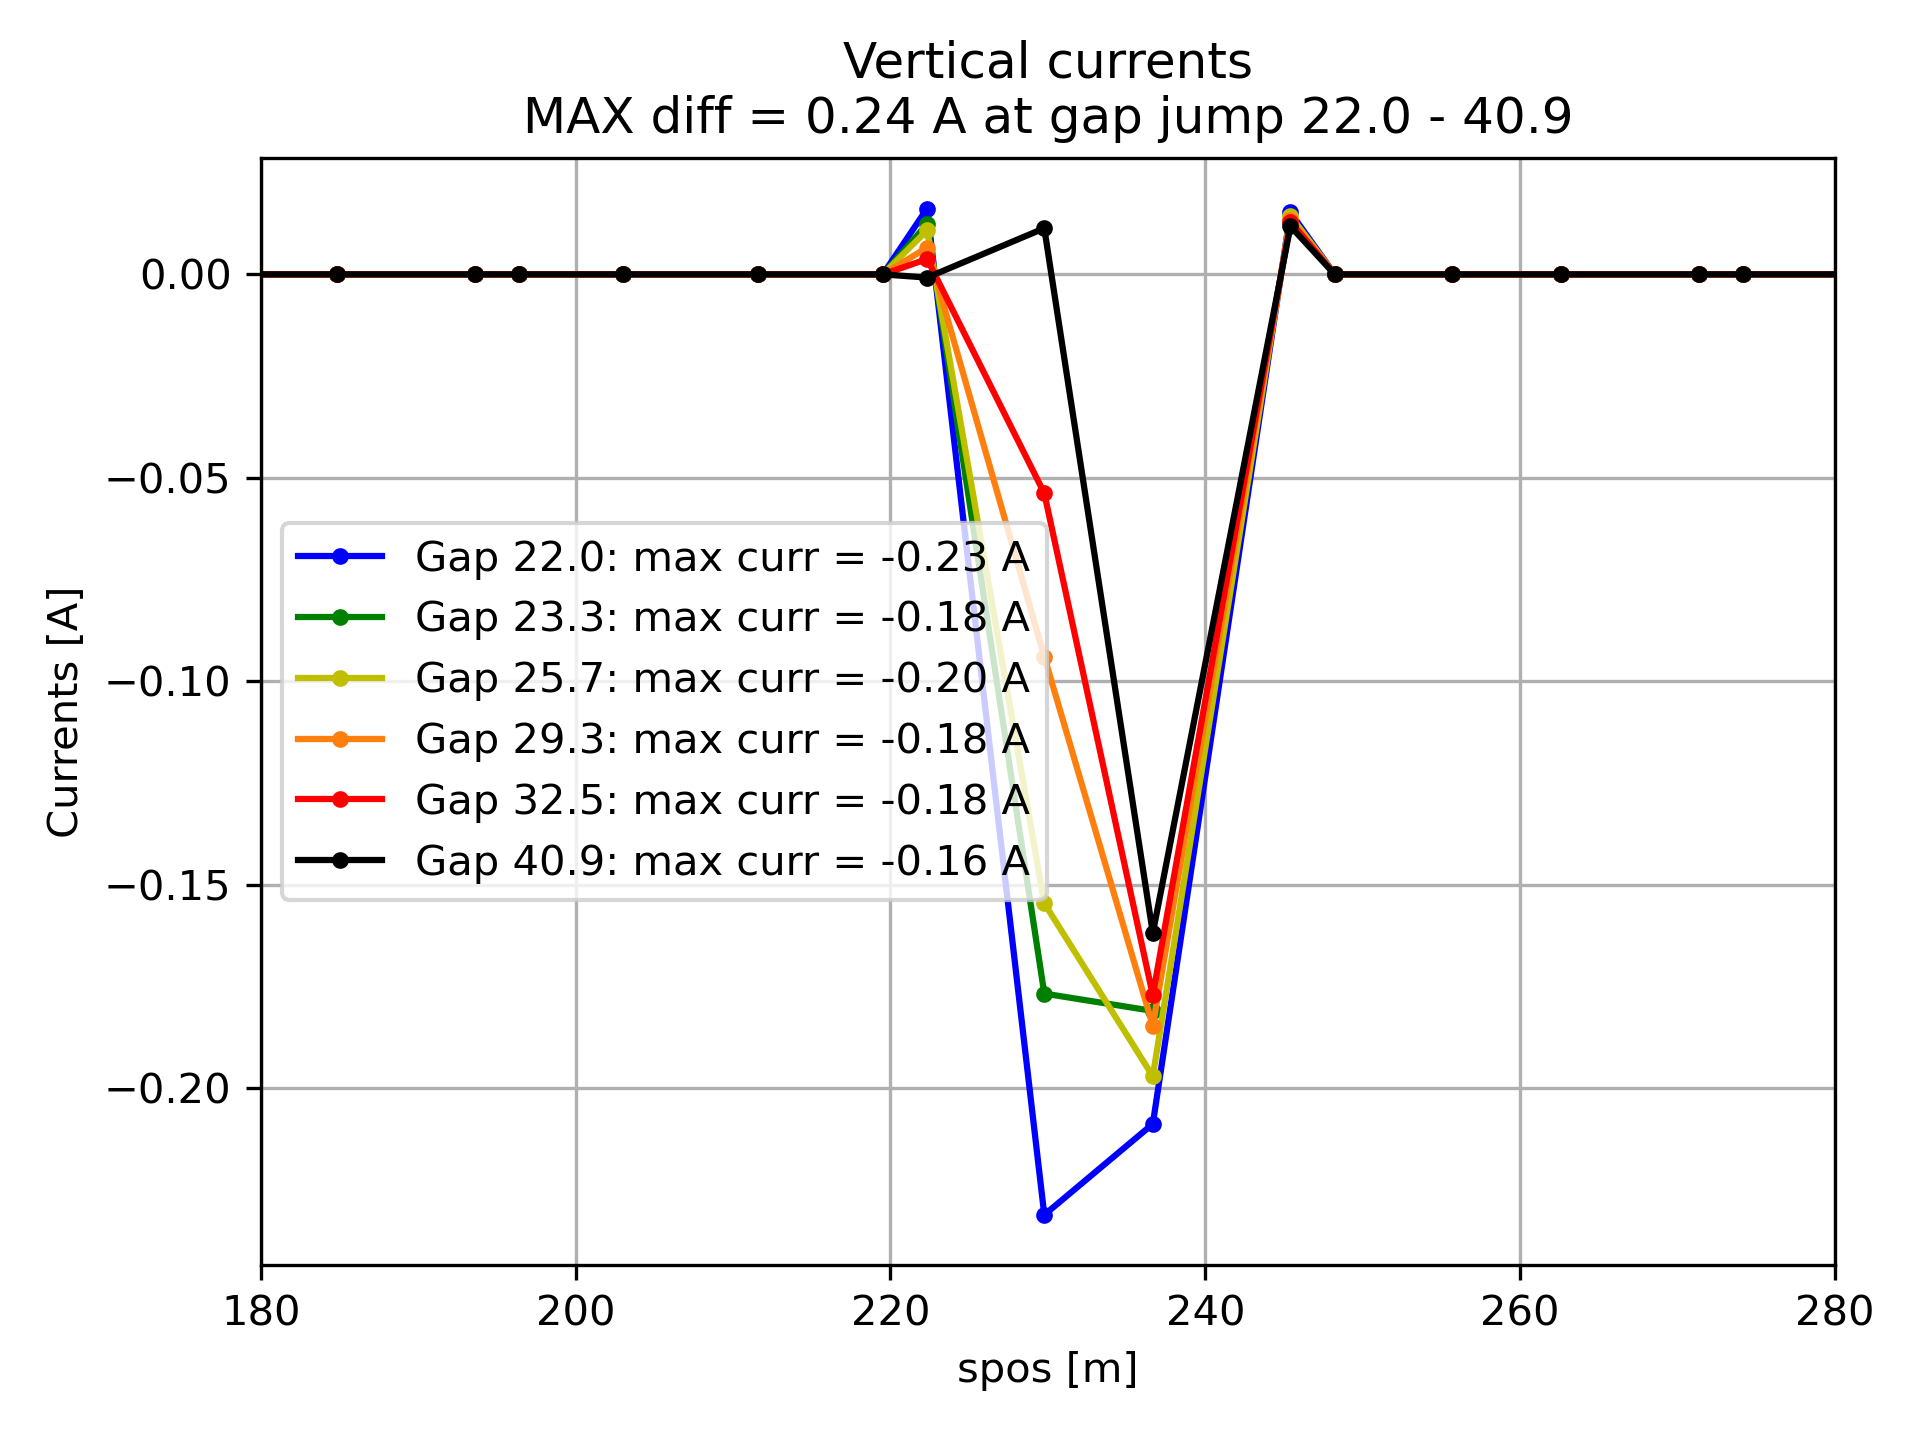 Vertical currents
MAX diff = 0.24 A at gap jump 22.0 - 40.9
Currents [A]
0.00
−0.05
−0.10
−0.15
−0.20
Gap 22.0: max curr = -0.23 A
Gap 23.3: max curr = -0.18 A
Gap 25.7: max curr = -0.20 A
Gap 29.3: max curr = -0.18 A
Gap 32.5: max curr = -0.18 A
Gap 40.9: max curr = -0.16 A
180 200 220 240 260 280
spos [m]